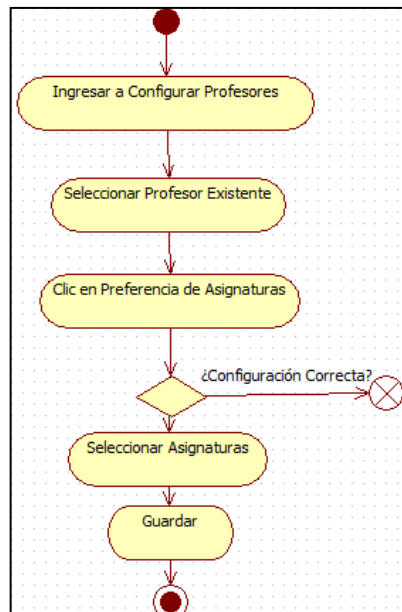 Ingresar a Configurar Profesores
Seleccionar Profesor Existente
Clic en Preferencia de Asignaturas
¿Configuración Correcta?
Seleccionar Asignaturas
Guardar